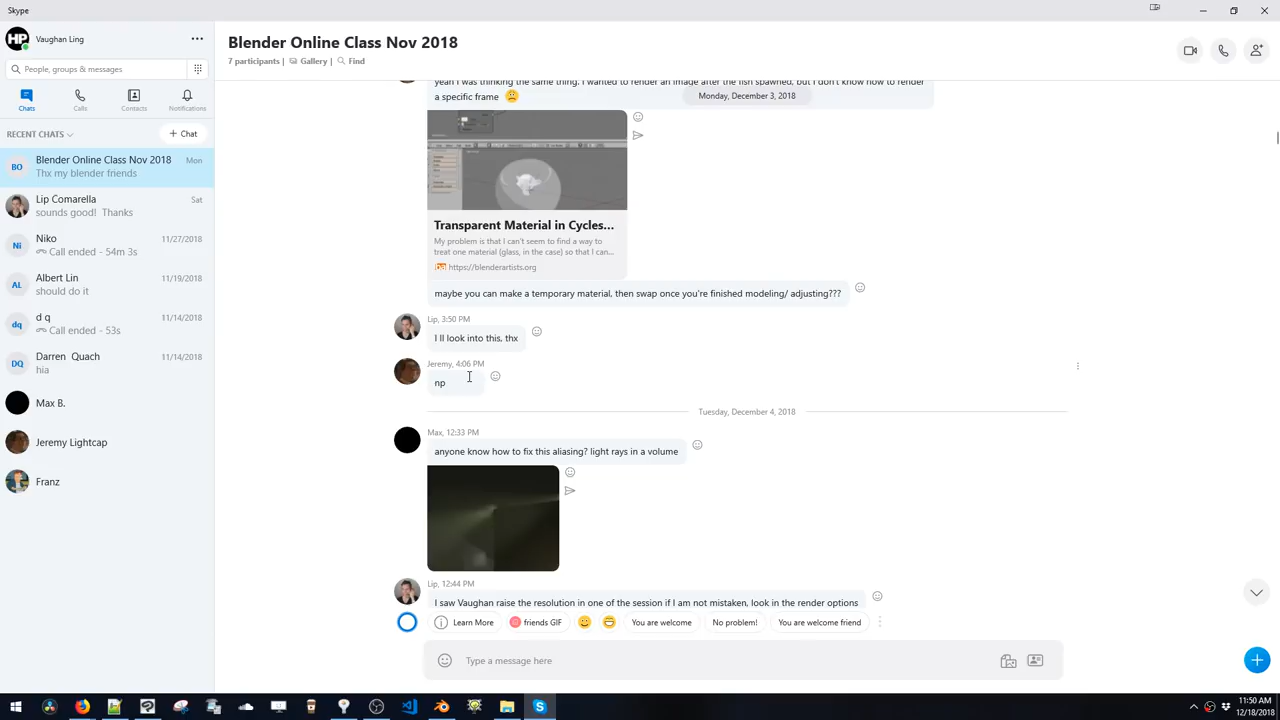 Skype
HP
Vaughan Ling
People, groups & messages
Chats
Calls
Contacts
Notifications
RECENT CHATS
+ Chat
BO
Blender Online Class Nov 2018
Mon
Thx my blender friends
Lip Comarella
Sat
sounds good! Thanks
NI
Niko
11/27/2018
Call ended - 54m 3s
AL
Albert Lin
11/19/2018
should do it
dq
d q
11/14/2018
Call ended - 53s
Darren Quach
11/14/2018
hia
Max B.
Jeremy Lightcap
Franz
Blender Online Class Nov 2018
7 participants | Gallery | Find
yeah I was thinking the same thing. I wanted to render an image after the fish spawned, but I don't know how to render
a specific frame
Monday, December 3, 2018
Transparent Material in Cycles...
My problem is that I can't seem to find a way to
treat one material (glass, in the case) so that I can...
https://blenderartists.org
maybe you can make a temporary material, then swap once you're finished modeling/ adjusting???
Lip, 3:50 PM
I ll look into this, thx
Jeremy, 4:06 PM
np
Tuesday, December 4, 2018
Max, 12:33 PM
anyone know how to fix this aliasing? light rays in a volume
Lip, 12:44 PM
I saw Vaughan raise the resolution in one of the session if I am not mistaken, look in the render options
Learn More
friends GIF
You are welcome
No problem!
You are welcome friend
Type a message here
11:50 AM
12/18/2018